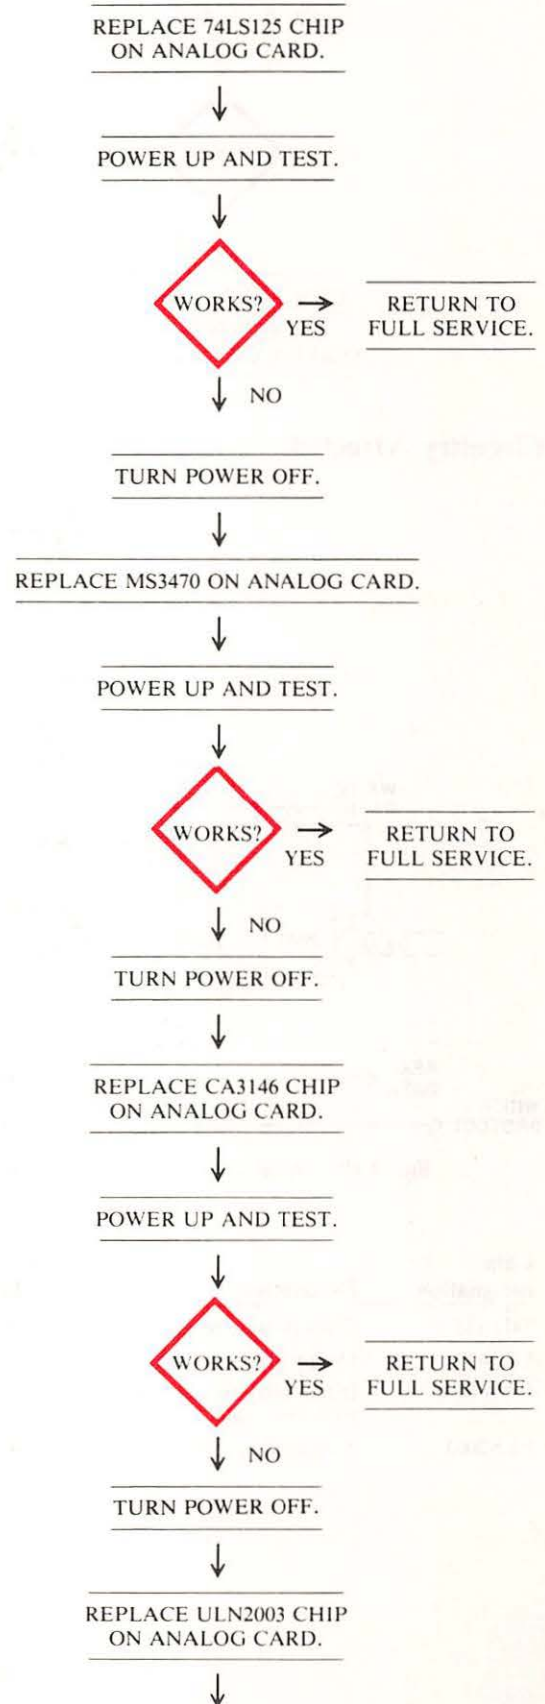 REPLACE 74LS125 CHIP
ON ANALOG CARD.
POWER UP AND TEST.
WORKS?
YES
RETURN TO
FULL SERVICE.
NO
TURN POWER OFF.
REPLACE MS3470 ON ANALOG CARD.
POWER UP AND TEST.
WORKS?
YES
RETURN TO
FULL SERVICE.
NO
TURN POWER OFF.
REPLACE CA3146 CHIP
ON ANALOG CARD.
POWER UP AND TEST.
WORKS?
YES
RETURN TO
FULL SERVICE.
NO
TURN POWER OFF.
REPLACE ULN2003 CHIP
ON ANALOG CARD.